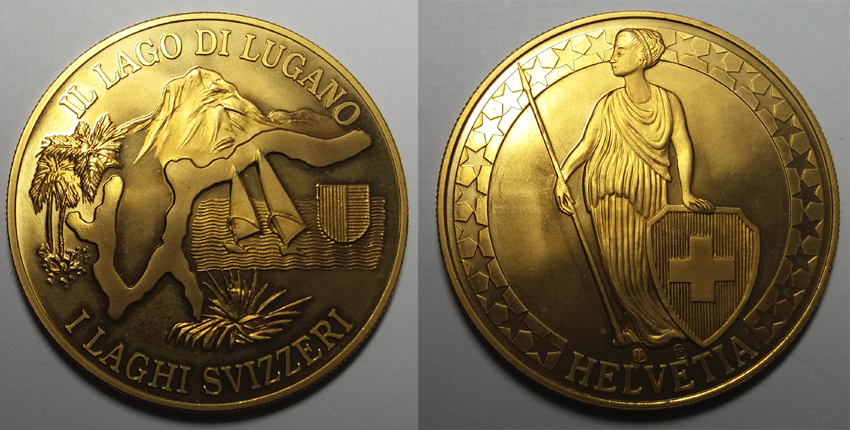 IL LAGO DI LUGANO
I LAGHI SVIZZERI
HELVETIA